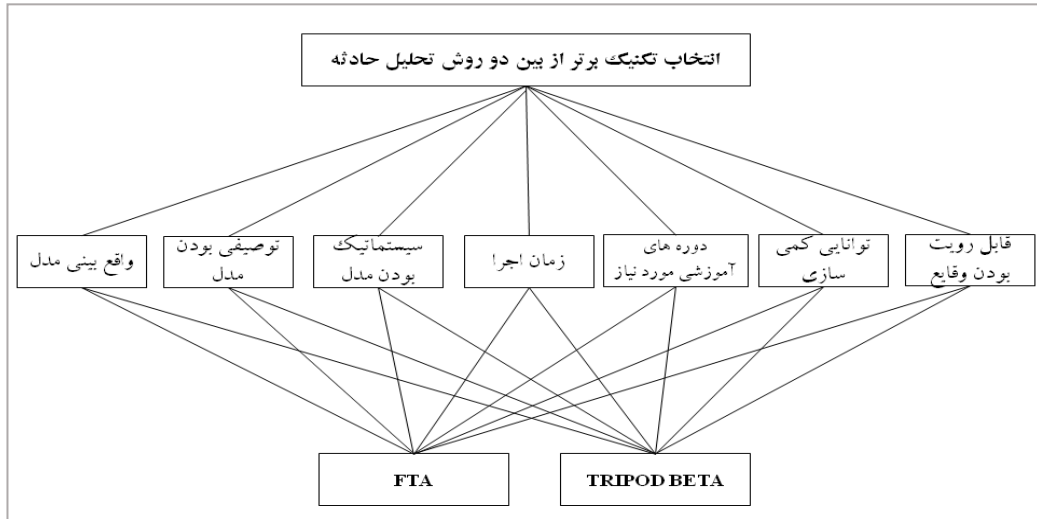 انتخاب تکنیک برتر از بین دو روش تحلیل حادثه
قابل رویت
بودن وقایع
توانایی کمی
سازی
دوره های
آموزشی مورد نیاز
زمان اجرا
سیستماتیک
بودن مدل
توصیفی بودن
مدل
واقع بینی مدل
FTA
TRIPOD BETA